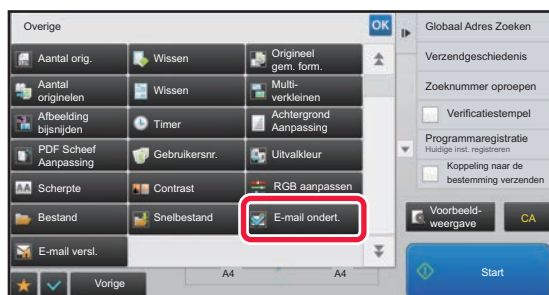 Overige
OK
Aantal orig.
Wissen
Origineel
gem. form.
Aantal
originelen
Wissen
Multi-
verkleinen
Afbeelding
bijsnijden
Timer
Achtergrond
Aanpassing
PDF Scheef
Aanpassing
Gebruikersnr.
Uitvalkleur
Scherpte
Contrast
RGB aanpassen
Bestand
Snelbestand
E-mail ondert.
E-mail versl.
Vorige
A4
A4
Globaal Adres Zoeken
Verzendgeschiedenis
Zoeknummer oproepen
Verificatiestempel
Programmaregistratie
Huidige inst. registreren
Koppeling naar de
bestemming verzenden
Voorbeeld-
weergave
CA
Start